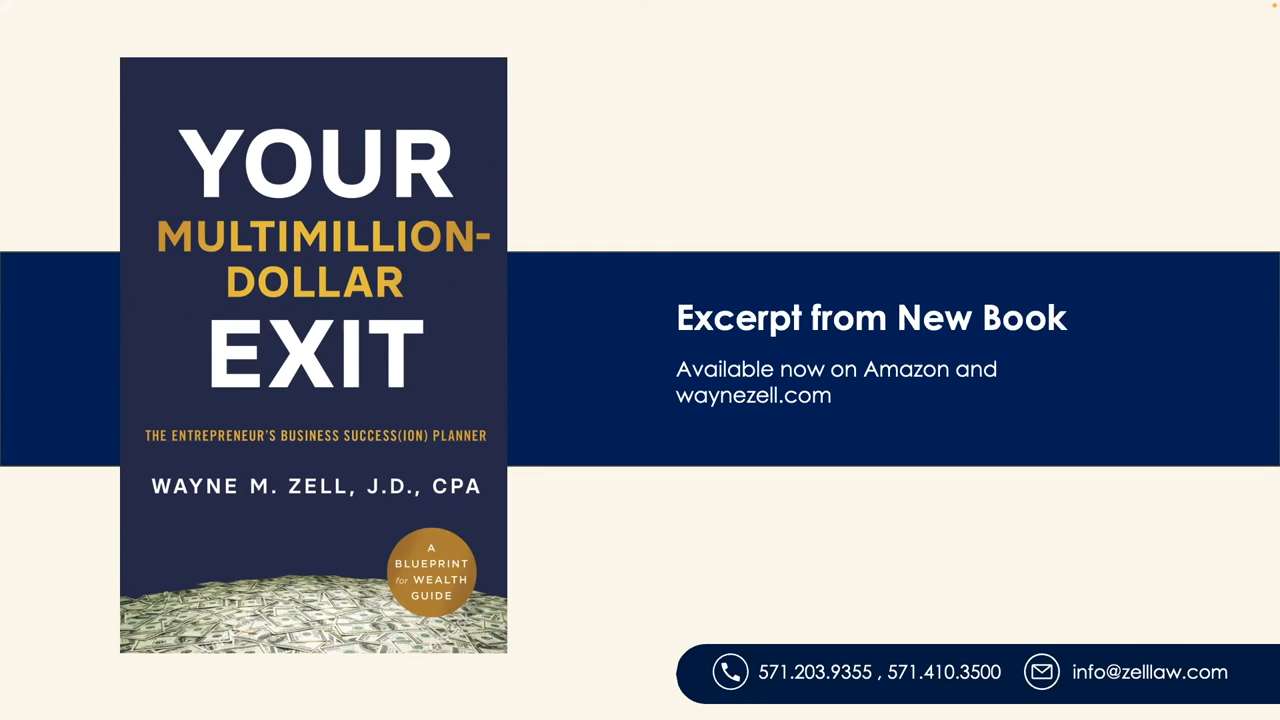 YOUR
MULTIMILLION-
DOLLAR
EXIT
THE ENTREPRENEUR'S BUSINESS SUCCESS(ION) PLANNER
WAYNE M. ZELL, J.D., CPA
A
BLUEPRINT
for WEALTH
GUIDE
Excerpt from New Book
Available now on Amazon and
waynezell.com
571.203.9355 , 571.410.3500 info@zelllaw.com